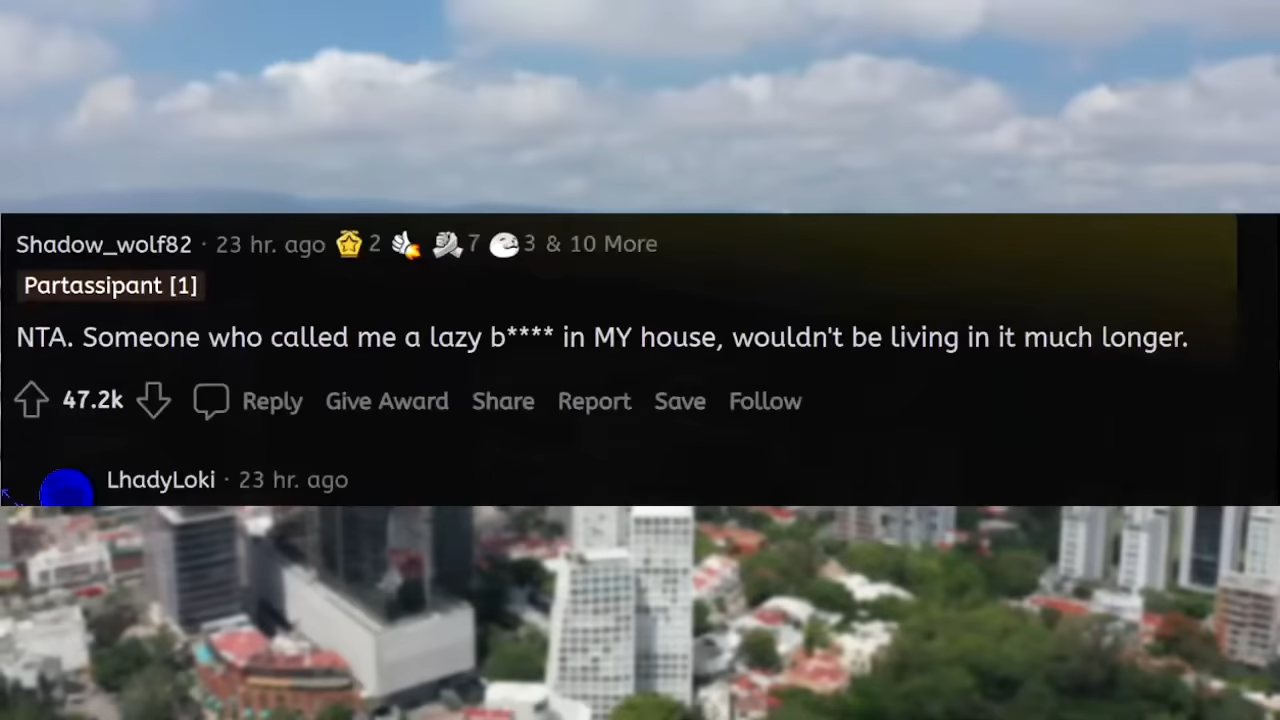 Shadow_wolf82 · 23 hr. ago 2 7 3 & 10 More
Partassipant [1]
NTA. Someone who called me a lazy b**** in MY house, wouldn't be living in it much longer.
47.2k Reply Give Award Share Report Save Follow
LhadyLoki · 23 hr. ago